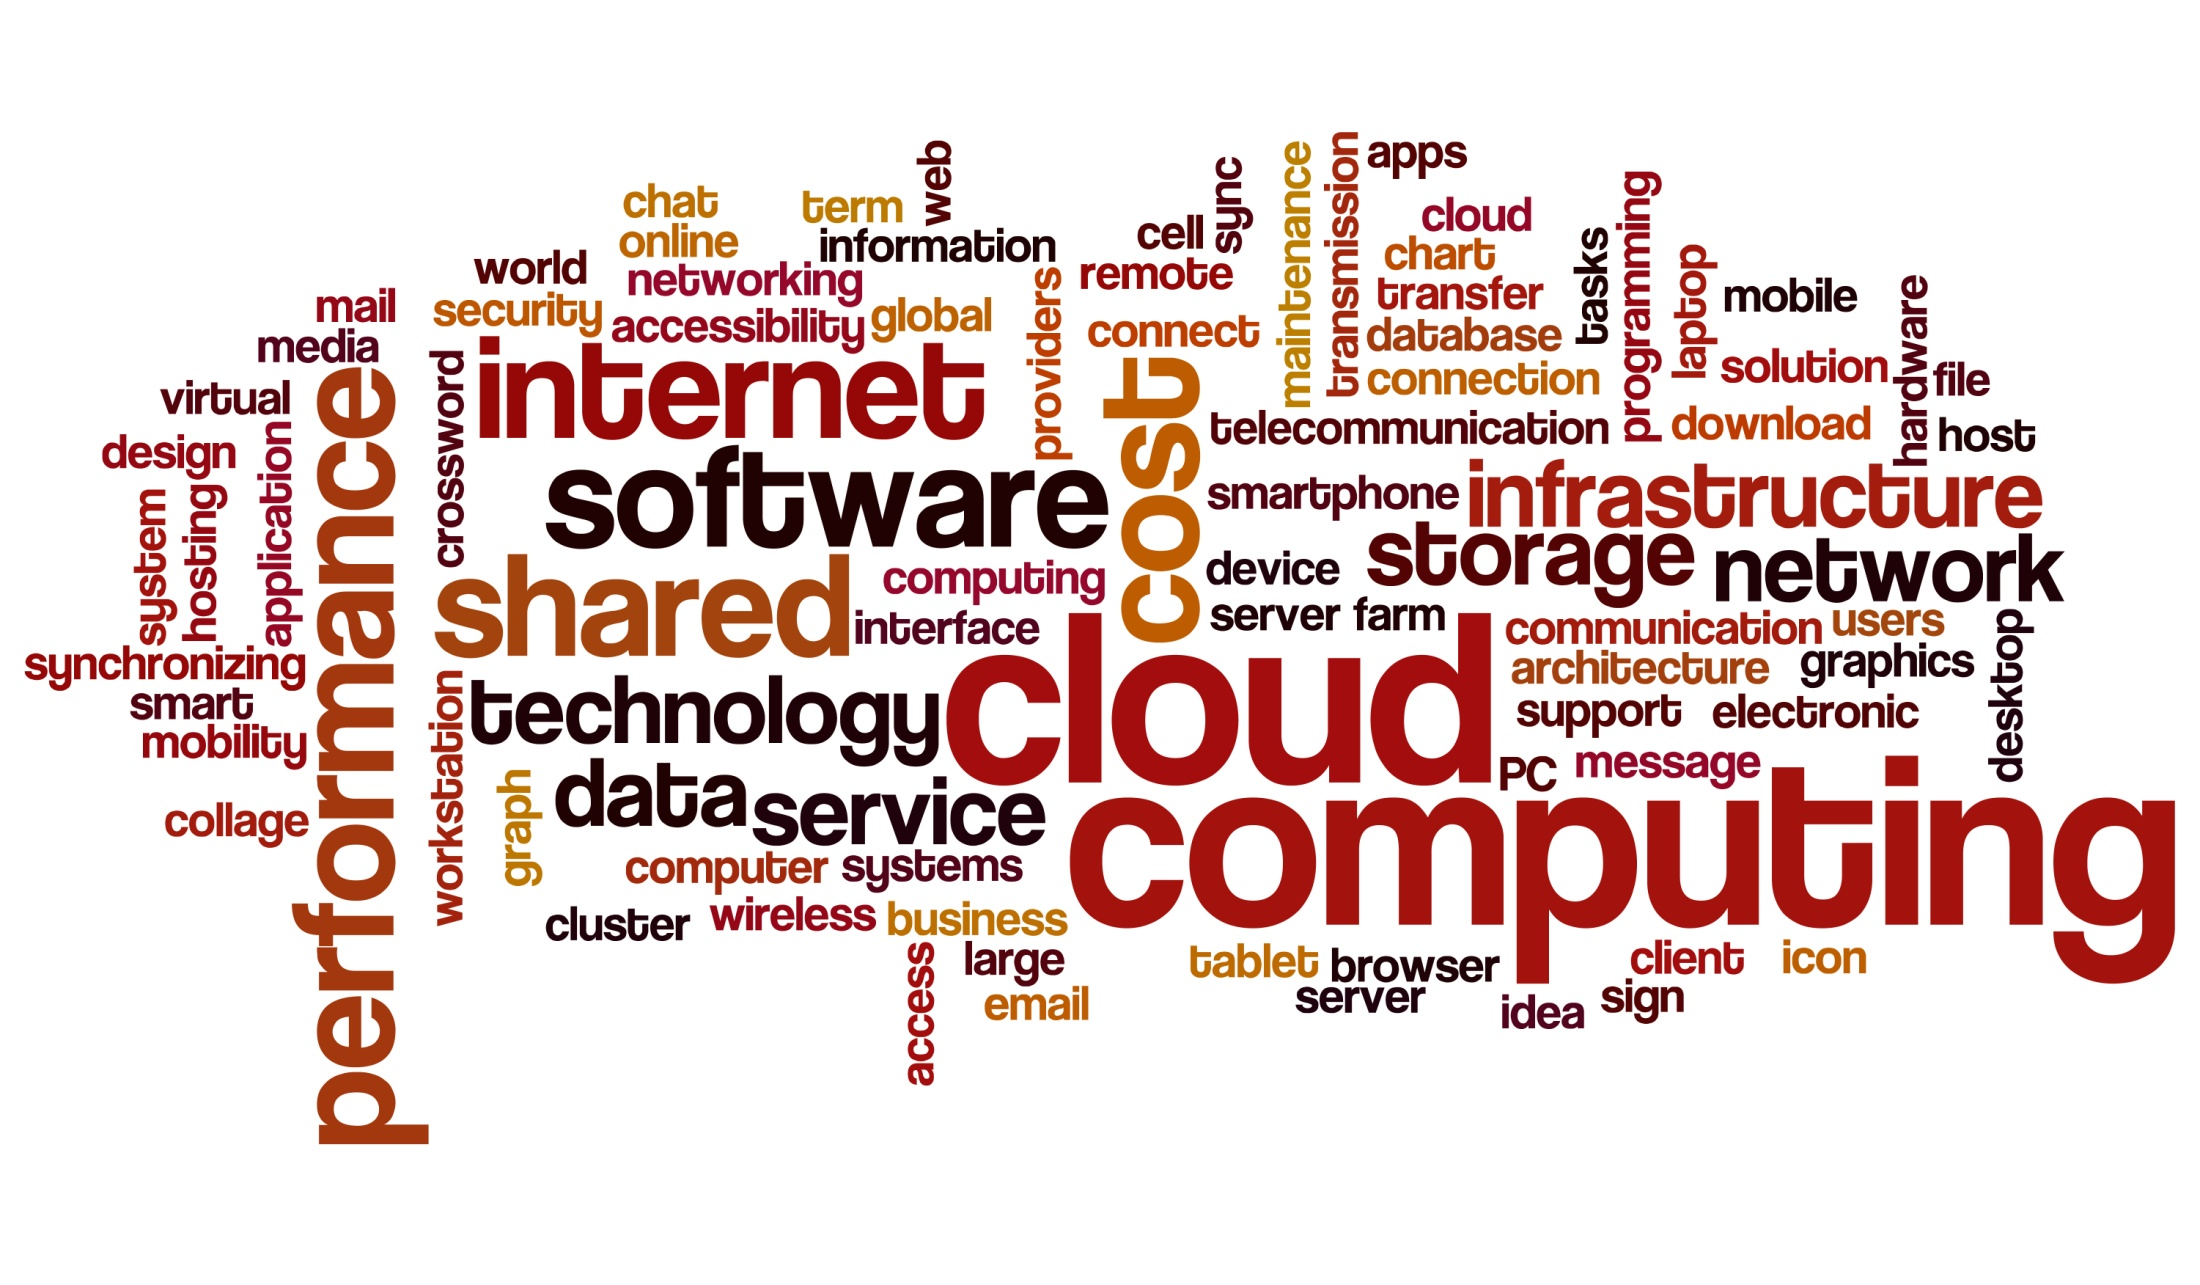 web
apps
sync
maintenance
transmission
chat
term
cloud
programming
online
information
cell
chart
tasks
world
networking
remote
transfer
laptop
mobile
mail
security
accessibility
global
providers
connect
database
hardware
media
crossword
internet
cost
connection
solution
file
virtual
performance
telecommunication
download
host
design
application
software
smartphone
infrastructure
system
hosting
shared
computing
device
storage
network
interface
server farm
communication
users
desktop
synchronizing
workstation
technology
cloud
architecture
graphics
smart
support
electronic
mobility
graph
data
service
PC
message
collage
computing
computer
systems
cluster
wireless
business
access
large
tablet
browser
client
icon
email
server
idea
sign